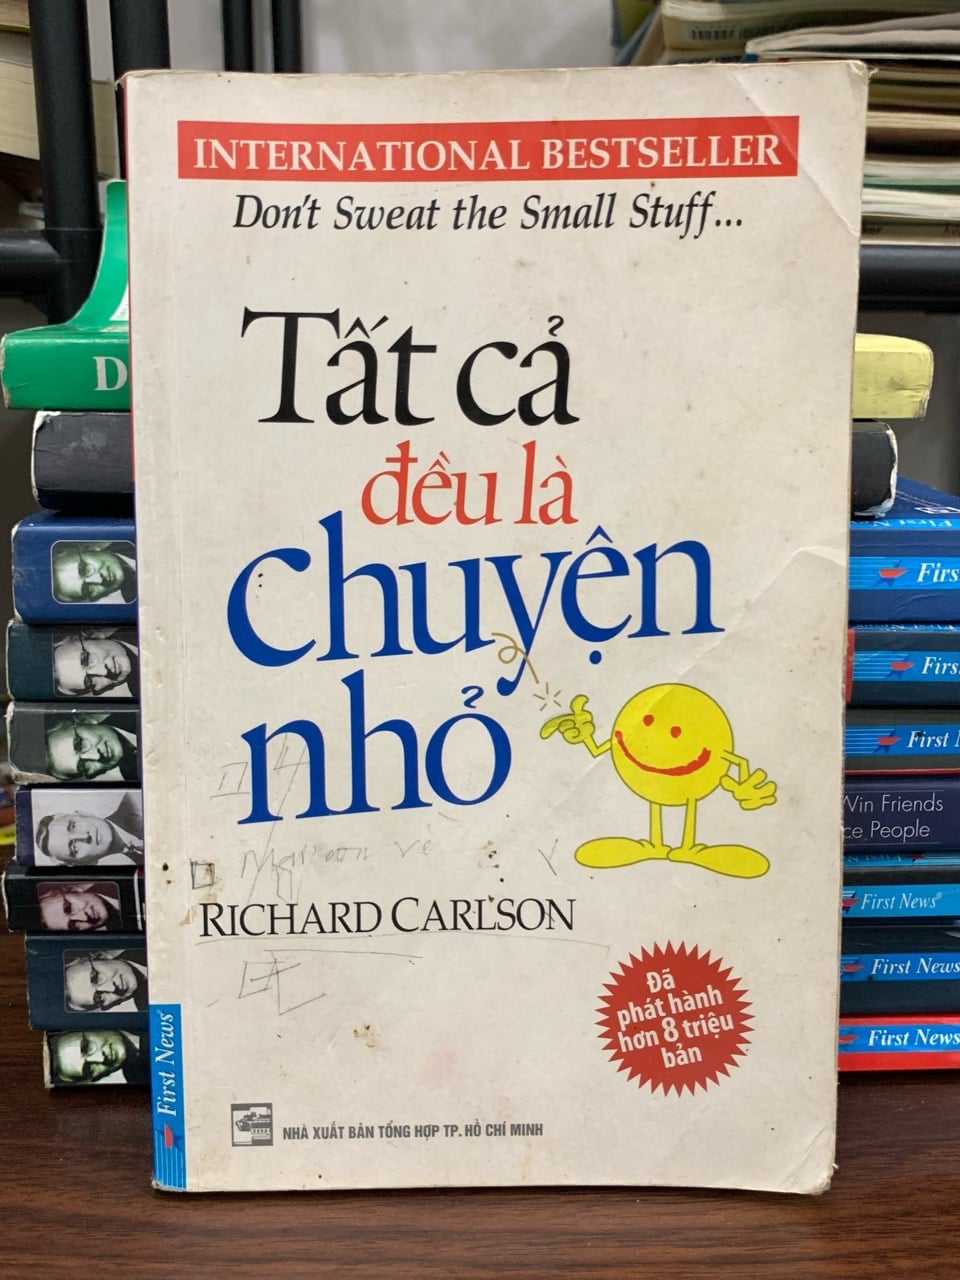 INTERNATIONAL BESTSELLER
Don't Sweat the Small Stuff...
Tất cả
đều là
chuyện
nhỏ
RICHARD CARLSON
Đã
phát hành
hơn 8 triệu
bản
First News
NHÀ XUẤT BẢN TỔNG HỢP TP. HỒ CHÍ MINH
D
First News
Firs
First
First N
Win Friends
ce People
First News
First News
First News